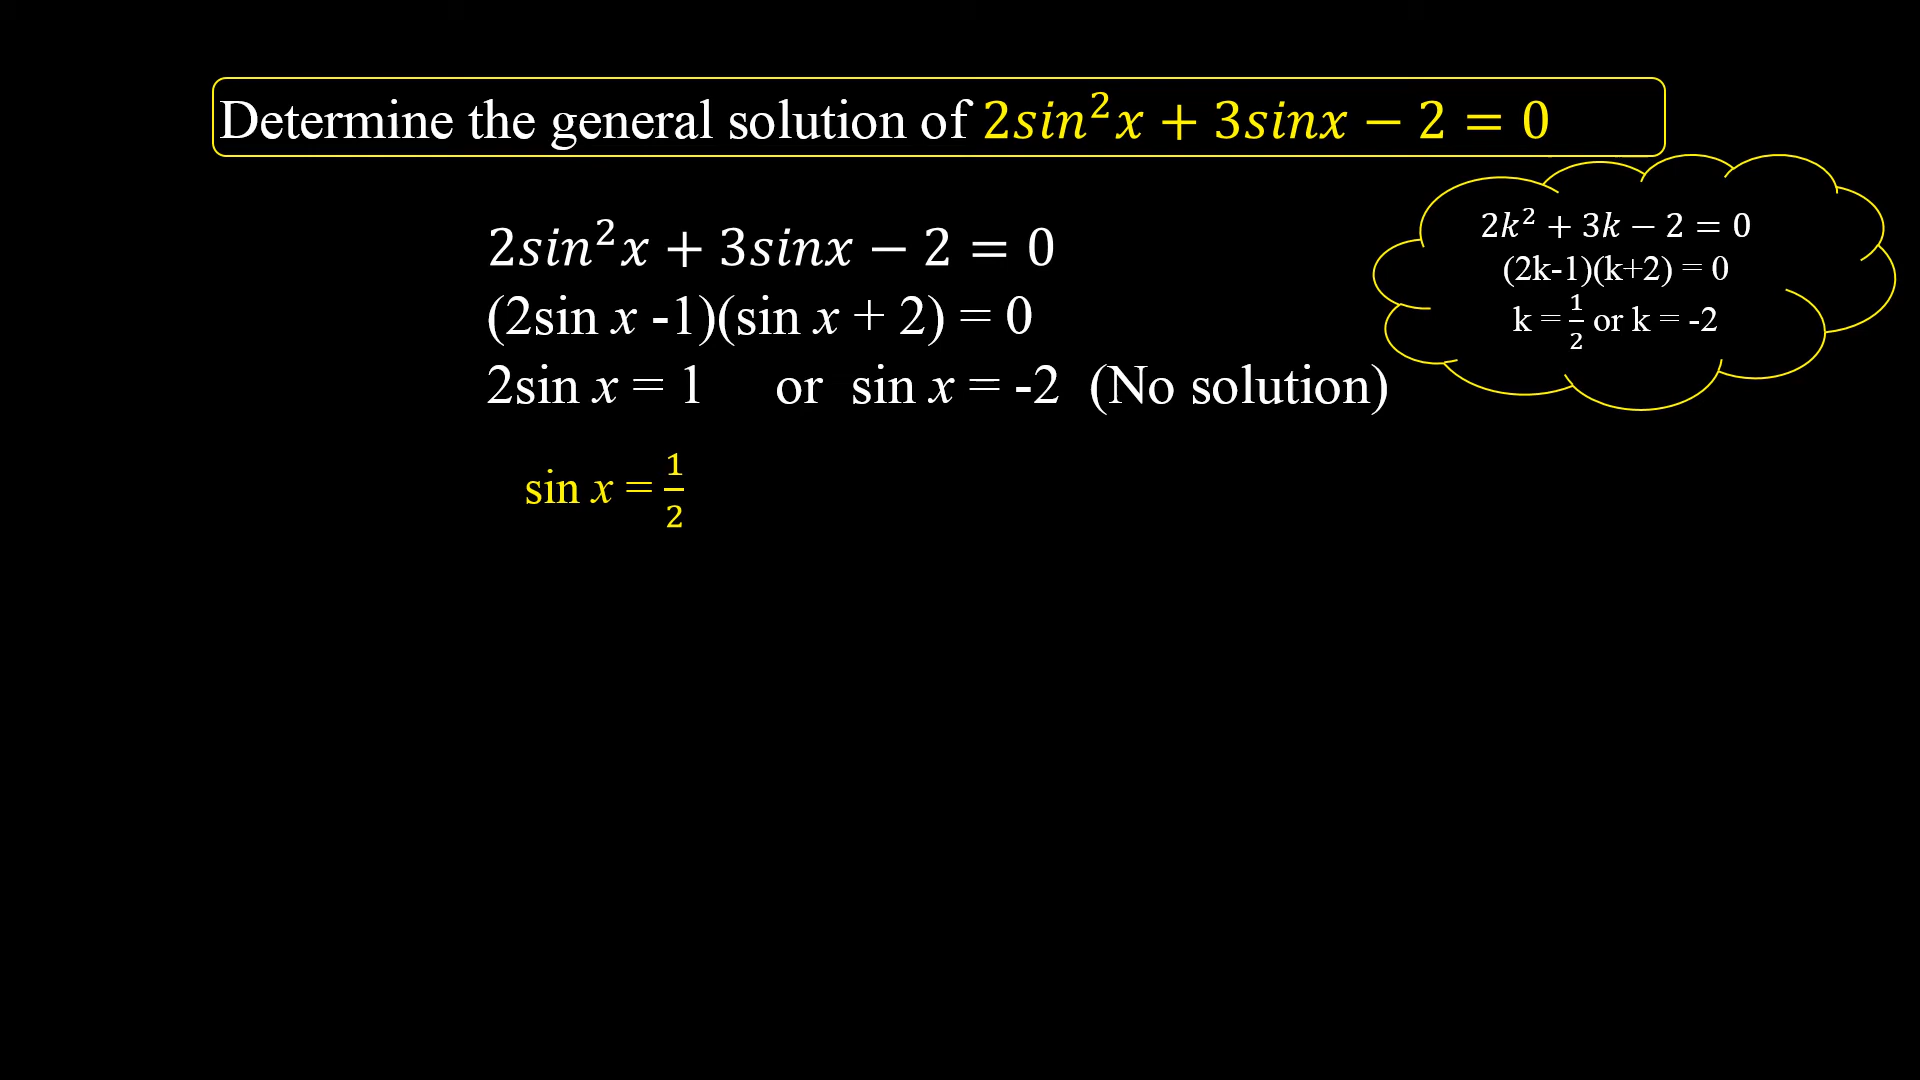 Determine the general solution of 2sin²x + 3sinx − 2 = 0
2sin²x + 3sinx − 2 = 0
(2sin x -1)(sin x + 2) = 0
2sin x = 1 or sin x = -2 (No solution)
sin x = 1/2
2k² + 3k − 2 = 0
(2k-1)(k+2) = 0
k = 1/2 or k = -2